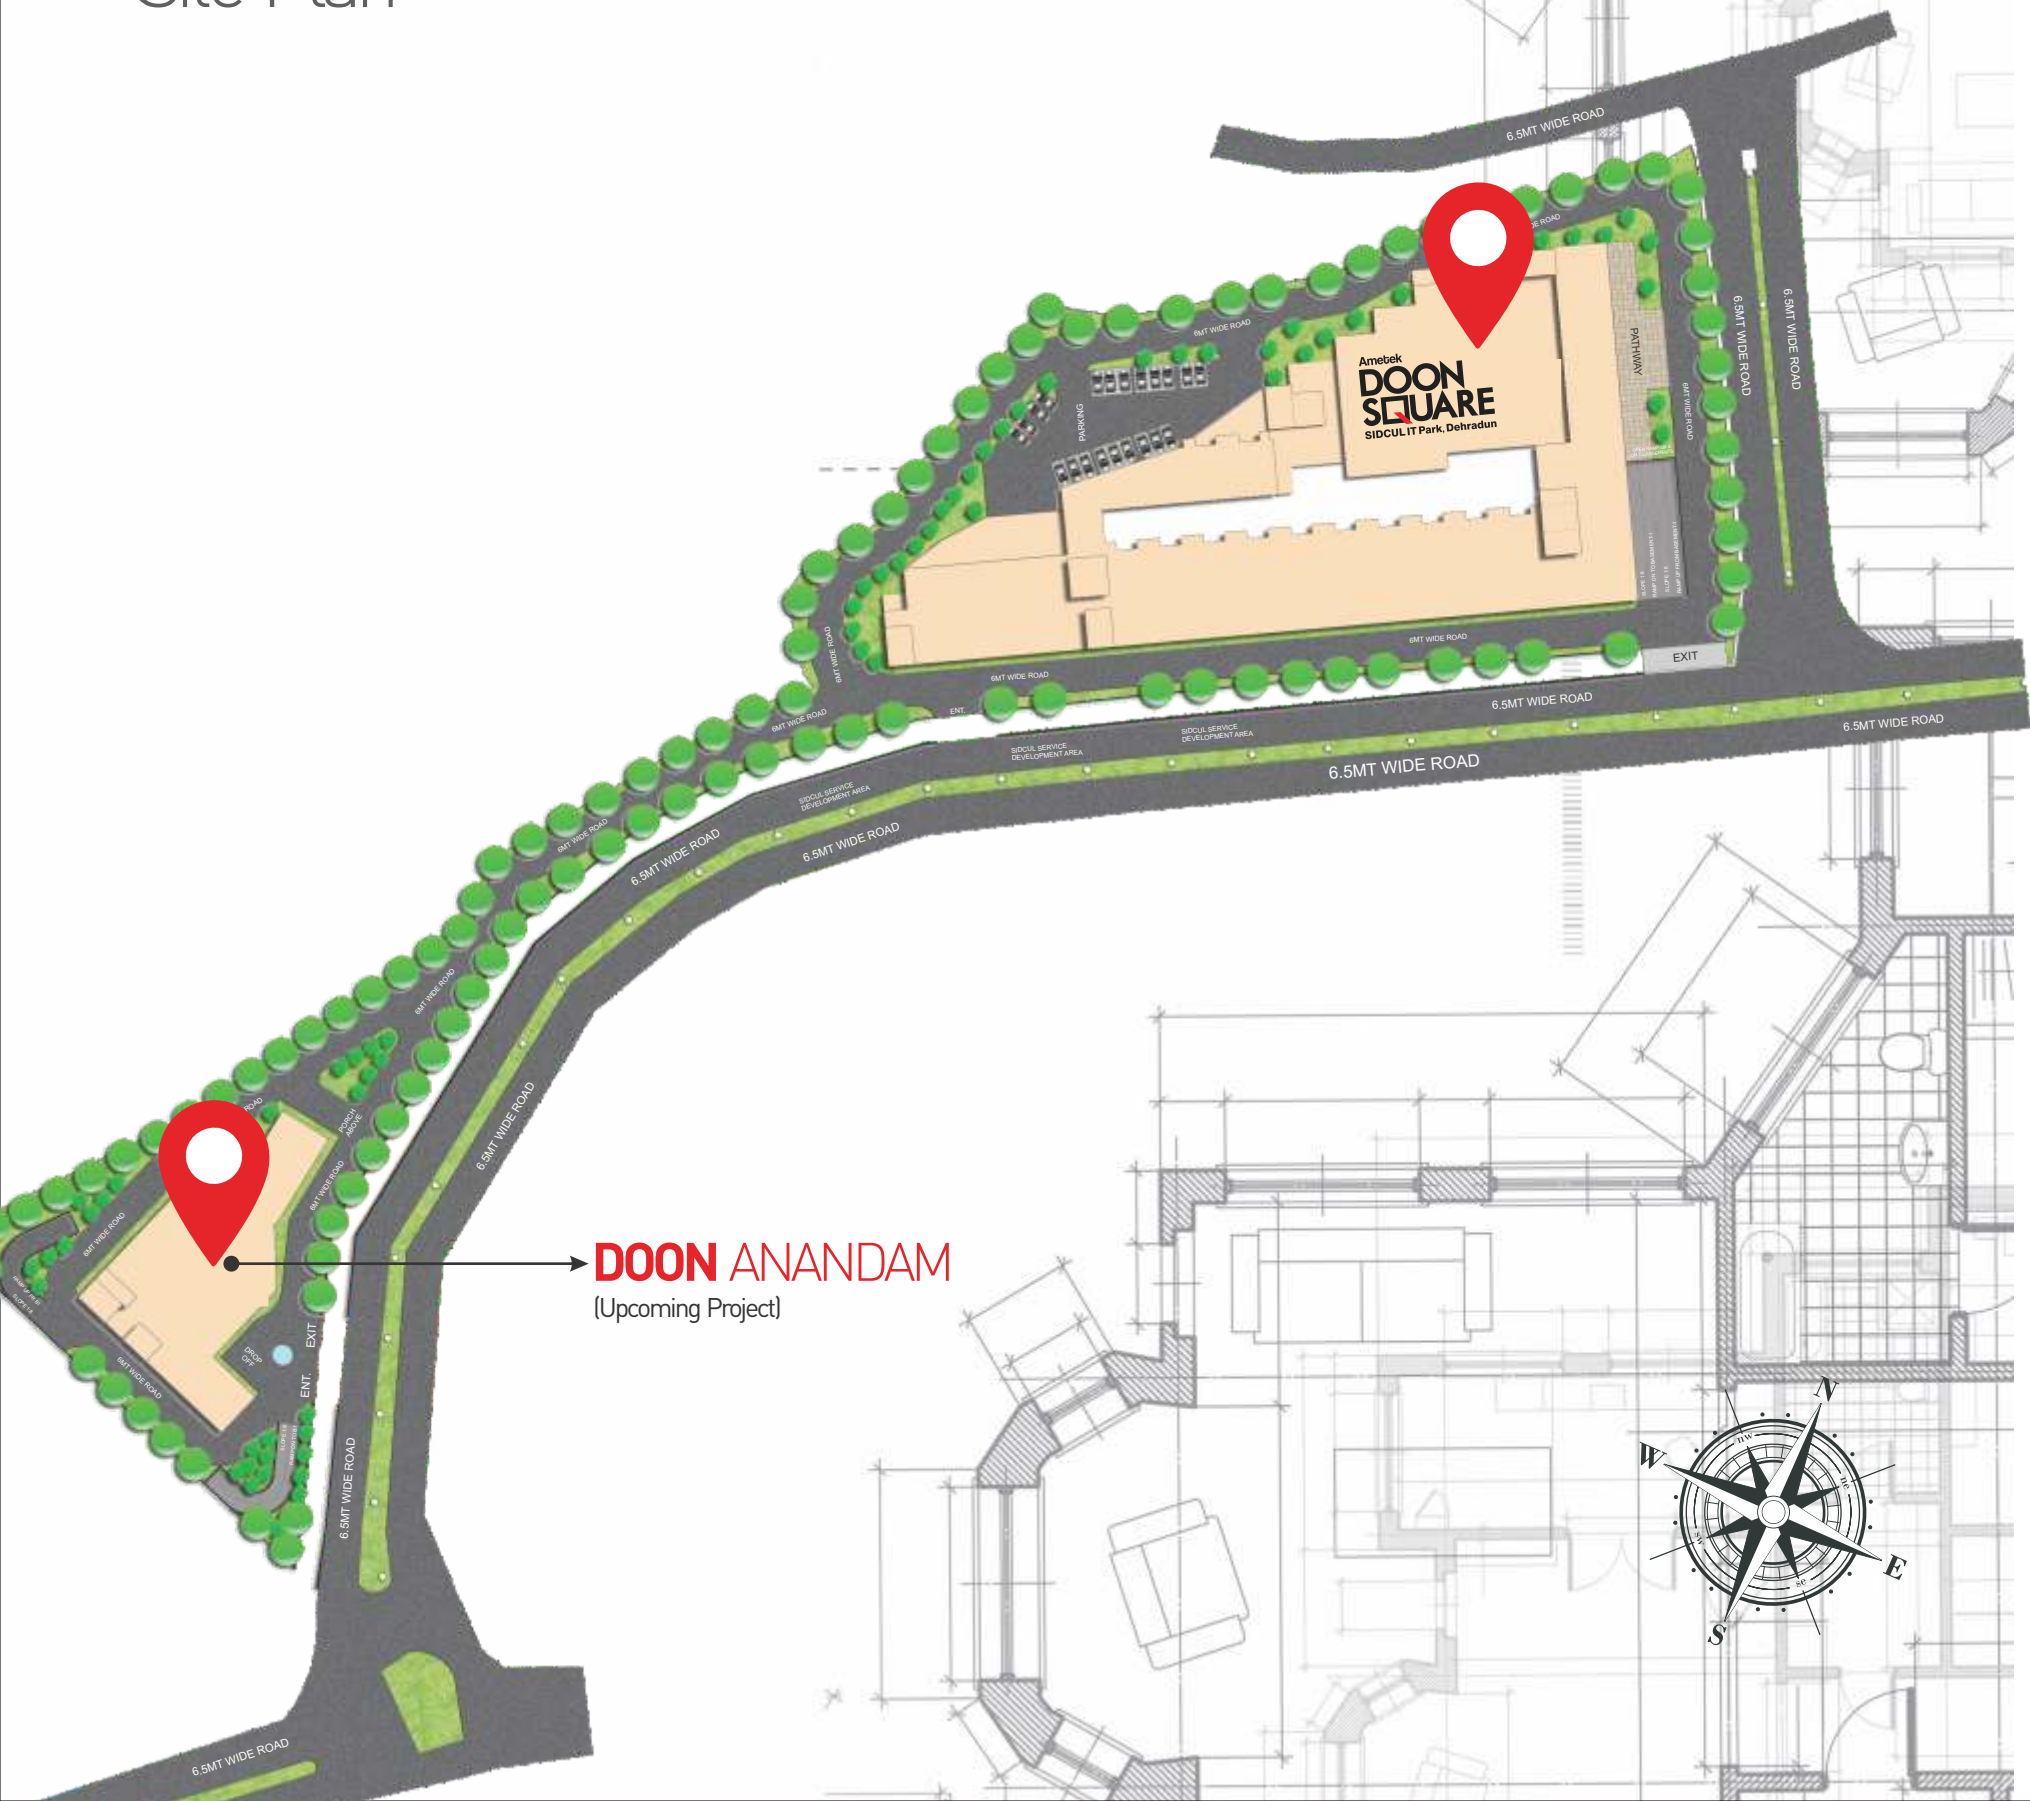 Site Plan
6.5MT WIDE ROAD
6MT WIDE ROAD
PARKING
Ametek
DOON
SQUARE
SIDCUL IT Park, Dehradun
PATHWAY
6MT WIDE ROAD
6.5MT WIDE ROAD
6.5MT WIDE ROAD
6MT WIDE ROAD
6MT WIDE ROAD
6MT WIDE ROAD
EXIT
ENT.
6MT WIDE ROAD
SIDCUL SERVICE
DEVELOPMENT AREA
SIDCUL SERVICE
DEVELOPMENT AREA
SIDCUL SERVICE
DEVELOPMENT AREA
6.5MT WIDE ROAD
6.5MT WIDE ROAD
6.5MT WIDE ROAD
6.5MT WIDE ROAD
6.5MT WIDE ROAD
6MT WIDE ROAD
6MT WIDE ROAD
6.5MT WIDE ROAD
PORCH
ABOVE
6MT WIDE ROAD
6MT WIDE ROAD
DOON ANANDAM
(Upcoming Project)
EXIT
DROP
OFF
ENT.
6MT WIDE ROAD
6.5MT WIDE ROAD
6.5MT WIDE ROAD
N
nw
W
ne
sw
E
se
S